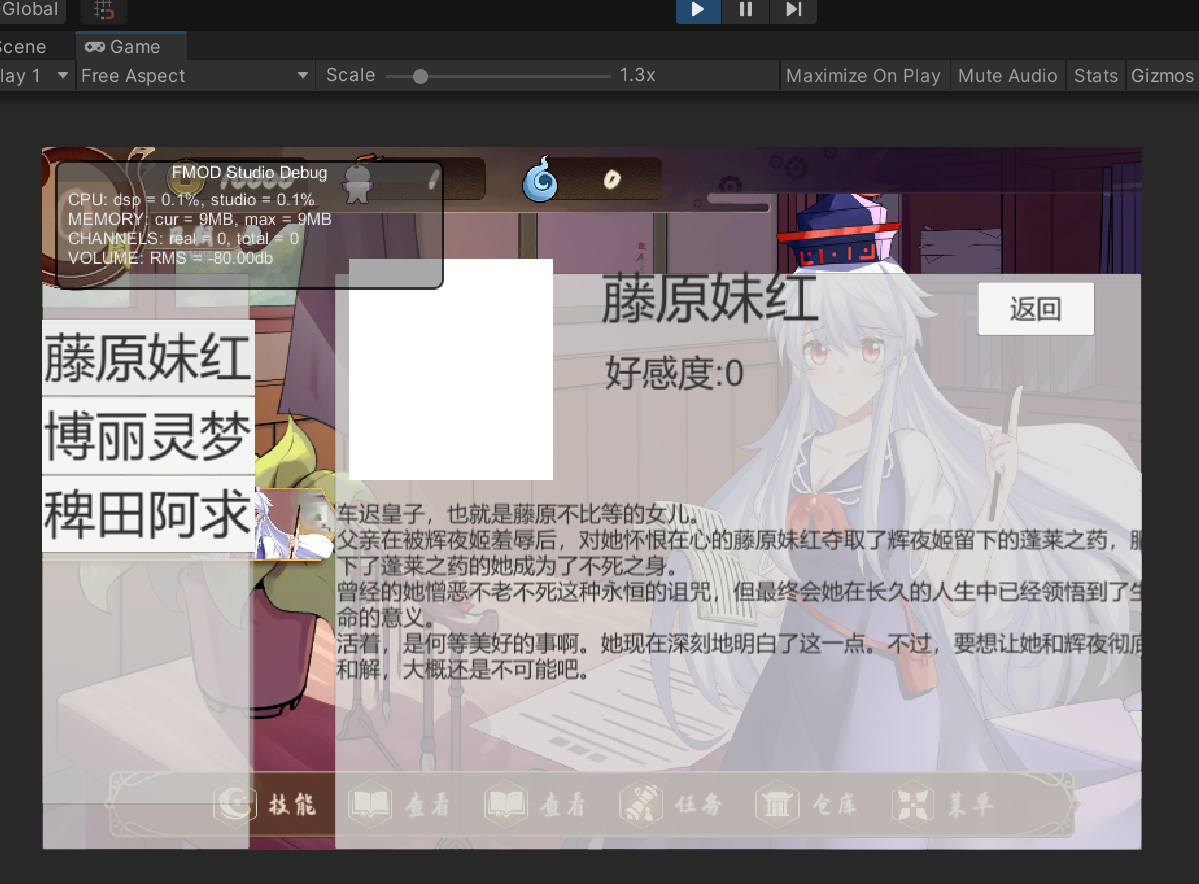 Global
Scene
Game
lay 1
Free Aspect
Scale
1.3x
Maximize On Play
Mute Audio
Stats
Gizmos
FMOD Studio Debug
CPU: dsp = 0.1%, studio = 0.1%
MEMORY: cur = 9MB, max = 9MB
CHANNELS: real = 0, total = 0
VOLUME: RMS = -80.00db
0
藤原妹红
返回
好感度:0
藤原妹红
博丽灵梦
稗田阿求
车迟皇子，也就是藤原不比等的女儿。
父亲在被辉夜姬羞辱后，对她怀恨在心的藤原妹红夺取了辉夜姬留下的蓬莱之药，服
下了蓬莱之药的她成为了不死之身。
曾经的她憎恶不老不死这种永恒的诅咒，但最终会她在长久的人生中已经领悟到了生
命的意义。
活着，是何等美好的事啊。她现在深刻地明白了这一点。不过，要想让她和辉夜彻底
和解，大概还是不可能吧。
技能
查看
查看
任务
仓库
菜单